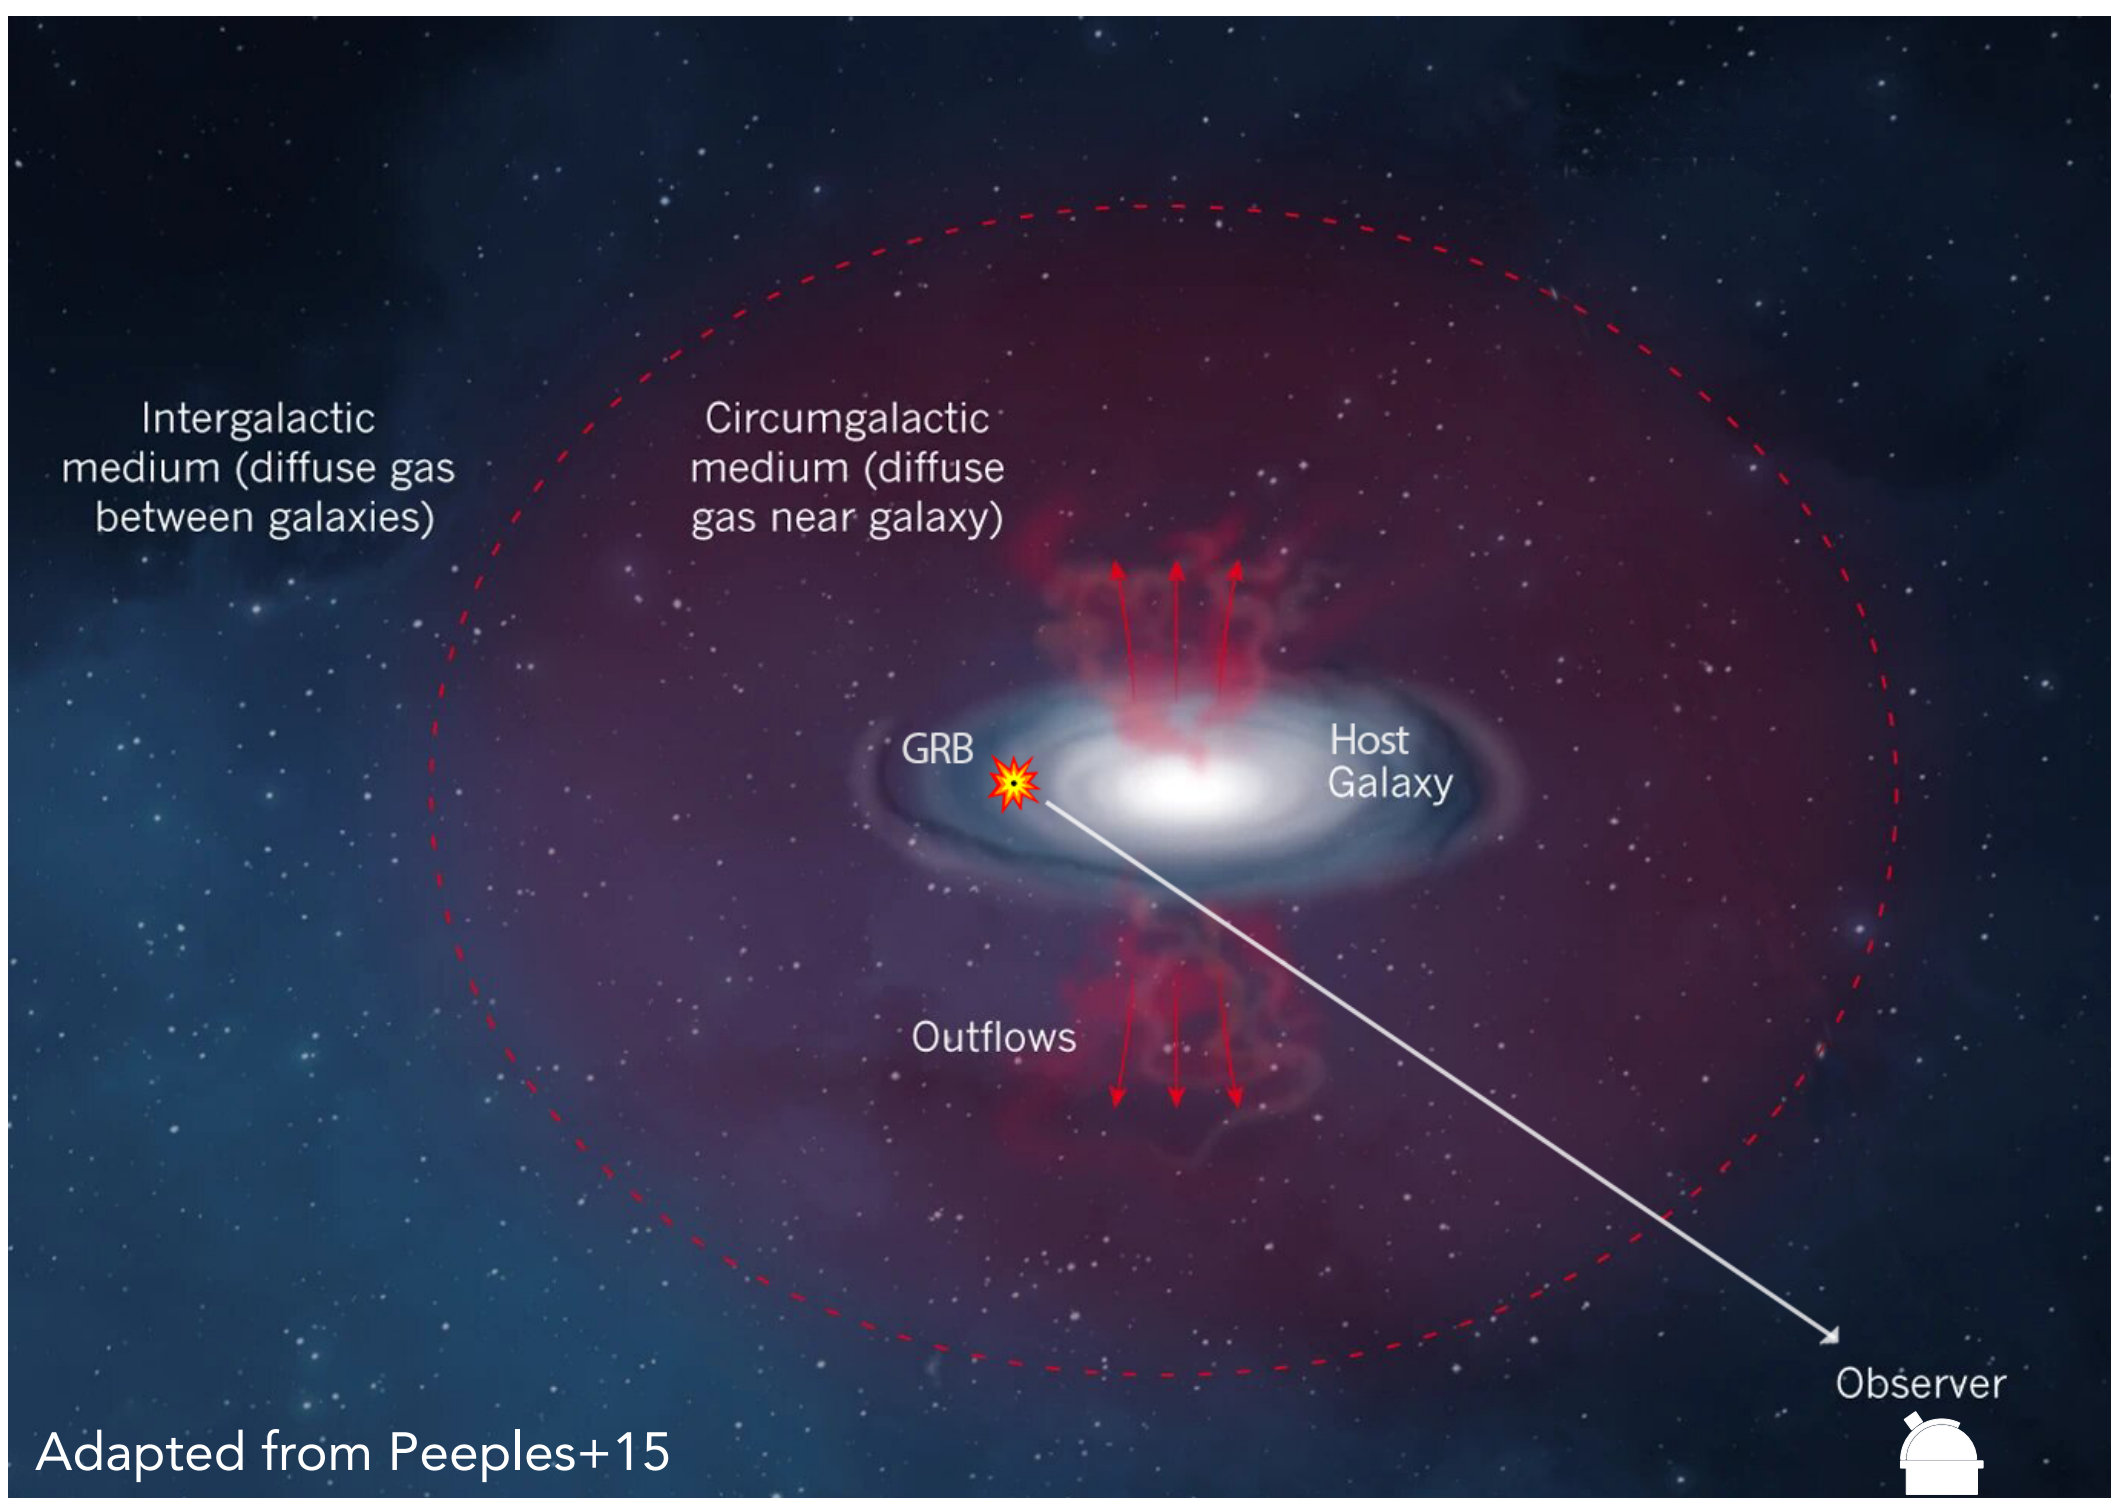 Intergalactic
medium (diffuse gas
between galaxies)
Circumgalactic
medium (diffuse
gas near galaxy)
GRB
Host
Galaxy
Outflows
Observer
Adapted from Peeples+15